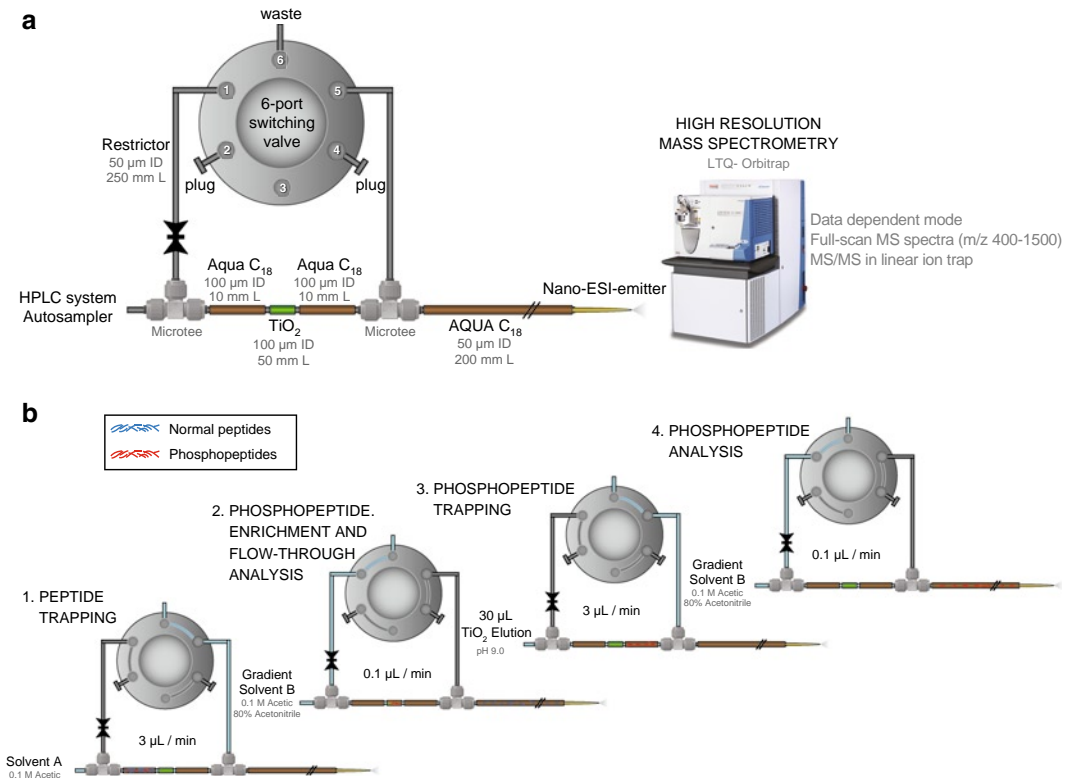 a
waste
6
1
5
6-port
switching
valve
2
4
3
plug
plug
Restrictor
50 µm ID
250 mm L
HIGH RESOLUTION
MASS SPECTROMETRY
LTQ- Orbitrap
Data dependent mode
Full-scan MS spectra (m/z 400-1500)
MS/MS in linear ion trap
HPLC system
Autosampler
Microtee
Aqua C18
100 µm ID
10 mm L
TiO2
100 µm ID
50 mm L
Aqua C18
100 µm ID
10 mm L
Microtee
AQUA C18
50 µm ID
200 mm L
Nano-ESI-emitter
b
Normal peptides
Phosphopeptides
1. PEPTIDE
TRAPPING
3 µL / min
Solvent A
0.1 M Acetic
2. PHOSPHOPEPTIDE.
ENRICHMENT AND
FLOW-THROUGH
ANALYSIS
0.1 µL / min
Gradient
Solvent B
0.1 M Acetic
80% Acetonitrile
3. PHOSPHOPEPTIDE
TRAPPING
3 µL / min
30 µL
TiO2 Elution
pH 9.0
4. PHOSPHOPEPTIDE
ANALYSIS
0.1 µL / min
Gradient
Solvent B
0.1 M Acetic
80% Acetonitrile